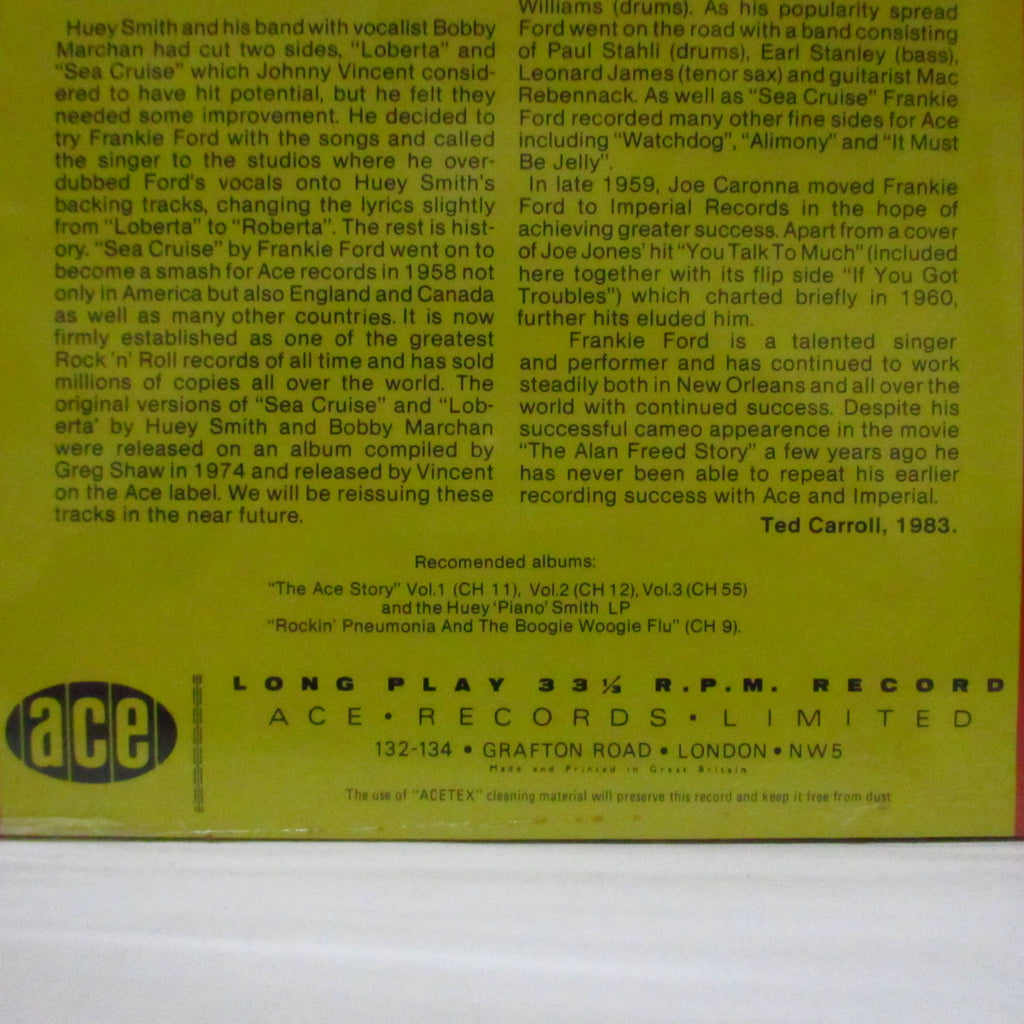 Huey Smith and his band with vocalist Bobby
Marchan had cut two sides, "Loberta" and
"Sea Cruise" which Johnny Vincent consid-
ered to have hit potential, but he felt they
needed some improvement. He decided to
try Frankie Ford with the songs and called
the singer to the studios where he over-
dubbed Ford's vocals onto Huey Smith's
backing tracks, changing the lyrics slightly
from "Loberta" to "Roberta". The rest is hist-
ory. "Sea Cruise" by Frankie Ford went on to
become a smash for Ace records in 1958 not
only in America but also England and Canada
as well as many other countries. It is now
firmly established as one of the greatest
Rock 'n' Roll records of all time and has sold
millions of copies all over the world. The
original versions of "Sea Cruise" and "Lob-
erta' by Huey Smith and Bobby Marchan
were released on an album compiled by
Greg Shaw in 1974 and released by Vincent
on the Ace label. We will be reissuing these
tracks in the near future.
Williams (drums). As his popularity spread
Ford went on the road with a band consisting
of Paul Stahli (drums), Earl Stanley (bass),
Leonard James (tenor sax) and guitarist Mac
Rebennack. As well as "Sea Cruise" Frankie
Ford recorded many other fine sides for Ace
including "Watchdog", "Alimony" and "It Must
Be Jelly".
In late 1959, Joe Caronna moved Frankie
Ford to Imperial Records in the hope of
achieving greater success. Apart from a cover
of Joe Jones' hit "You Talk To Much" (included
here together with its flip side "If You Got
Troubles") which charted briefly in 1960,
further hits eluded him.
Frankie Ford is a talented singer
and performer and has continued to work
steadily both in New Orleans and all over the
world with continued success. Despite his
successful cameo appearence in the movie
"The Alan Freed Story" a few years ago he
has never been able to repeat his earlier
recording success with Ace and Imperial.
Ted Carroll, 1983.
Recomended albums:
"The Ace Story" Vol.1 (CH 11), Vol.2 (CH 12), Vol.3 (CH 55)
and the Huey 'Piano' Smith LP
"Rockin' Pneumonia And The Boogie Woogie Flu" (CH 9).
ace
LONG PLAY 33⅓ R.P.M. RECORD
ACE • RECORDS • LIMITED
132-134 • GRAFTON ROAD • LONDON • NW5
Made and Printed in Great Britain
The use of "ACETEX" cleaning material will preserve this record and keep it free from dust